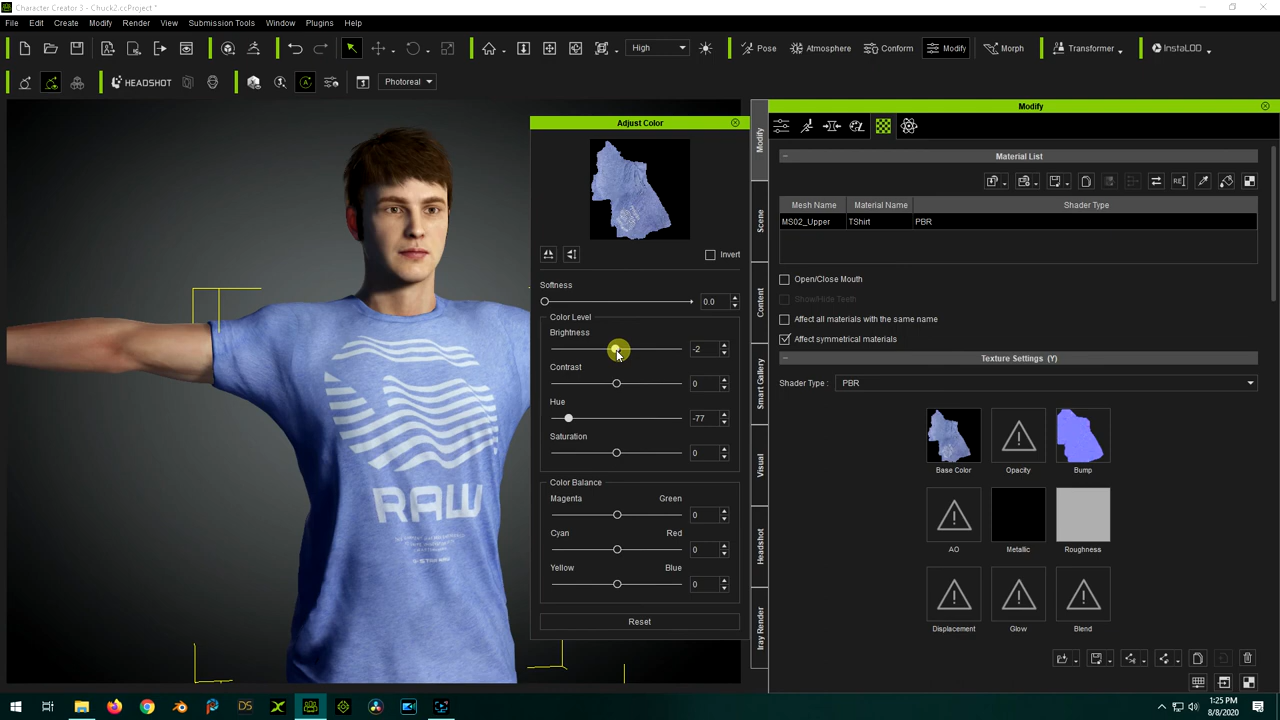 Character Creator 3 - Chuck2.ccProject *
File Edit Create Modify Render View Submission Tools Window Plugins Help
High Pose Atmosphere Conform Modify Morph Transformer InstaLOD
HEADSHOT Photoreal
Modify
Adjust Color
Material List
Invert
Mesh Name Material Name Shader Type
MS02_Upper TShirt PBR
Softness
0.0
Color Level
Brightness
-2
Contrast
0
Hue
-77
Saturation
0
Color Balance
Magenta Green
0
Cyan Red
0
Yellow Blue
0
Reset
Modify
Scene
Content
Smart Gallery
Visual
Headshot
Iray Render
Open/Close Mouth
Show/Hide Teeth
Affect all materials with the same name
Affect symmetrical materials
Texture Settings (Y)
Shader Type : PBR
Base Color Opacity Bump
AO Metallic Roughness
Displacement Glow Blend
RAW
DS
1:25 PM
8/8/2020